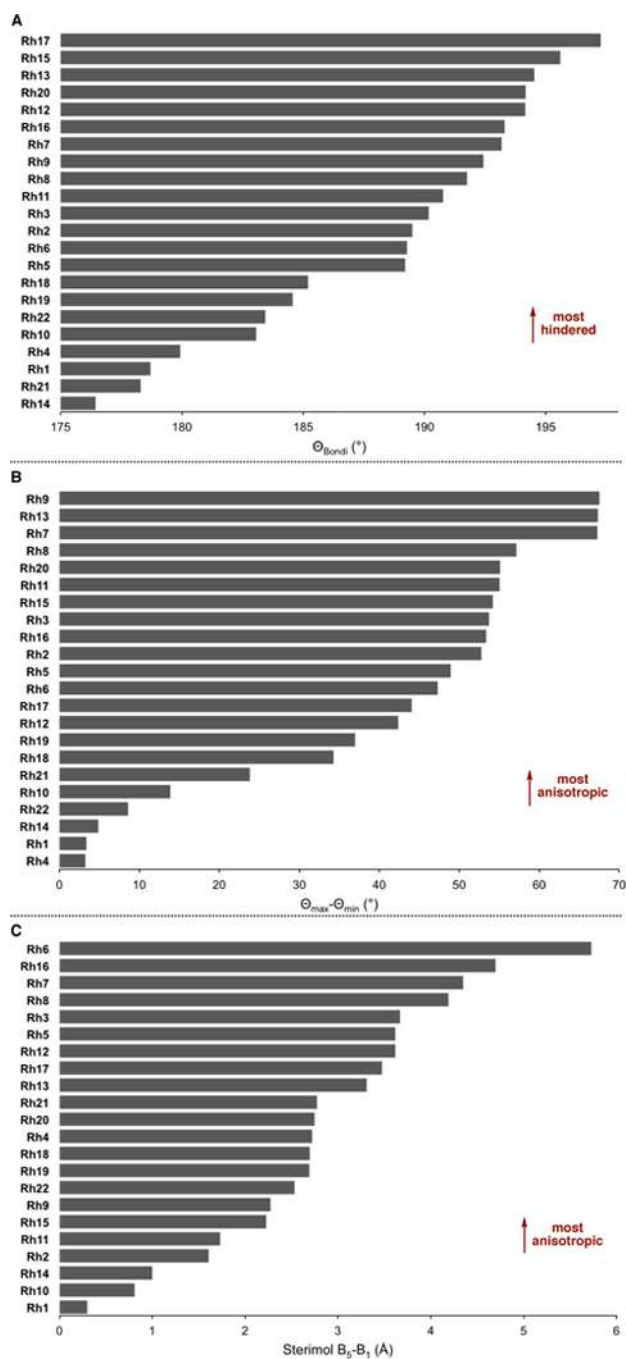 A
Rh17
Rh15
Rh13
Rh20
Rh12
Rh16
Rh7
Rh9
Rh8
Rh11
Rh3
Rh2
Rh6
Rh5
Rh18
Rh19
Rh22
Rh10
Rh4
Rh1
Rh21
Rh14
most
hindered
175 180 185 190 195
Θ_Bondi (°)
B
Rh9
Rh13
Rh7
Rh8
Rh20
Rh11
Rh15
Rh3
Rh16
Rh2
Rh5
Rh6
Rh17
Rh12
Rh19
Rh18
Rh21
Rh10
Rh22
Rh14
Rh1
Rh4
most
anisotropic
0 10 20 30 40 50 60 70
Θmax-Θmin (°)
C
Rh6
Rh16
Rh7
Rh8
Rh3
Rh5
Rh12
Rh17
Rh13
Rh21
Rh20
Rh4
Rh18
Rh19
Rh22
Rh9
Rh15
Rh11
Rh2
Rh14
Rh10
Rh1
most
anisotropic
0 1 2 3 4 5 6
Sterimol B₅-B₁ (Å)